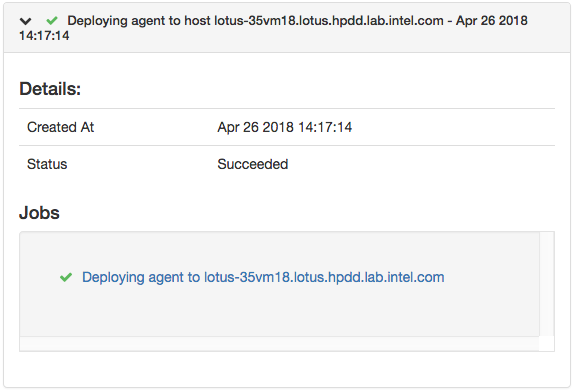 Deploying agent to host lotus-35vm18.lotus.hpdd.lab.intel.com - Apr 26 2018
14:17:14
Details:
Created At Apr 26 2018 14:17:14
Status Succeeded
Jobs
Deploying agent to lotus-35vm18.lotus.hpdd.lab.intel.com